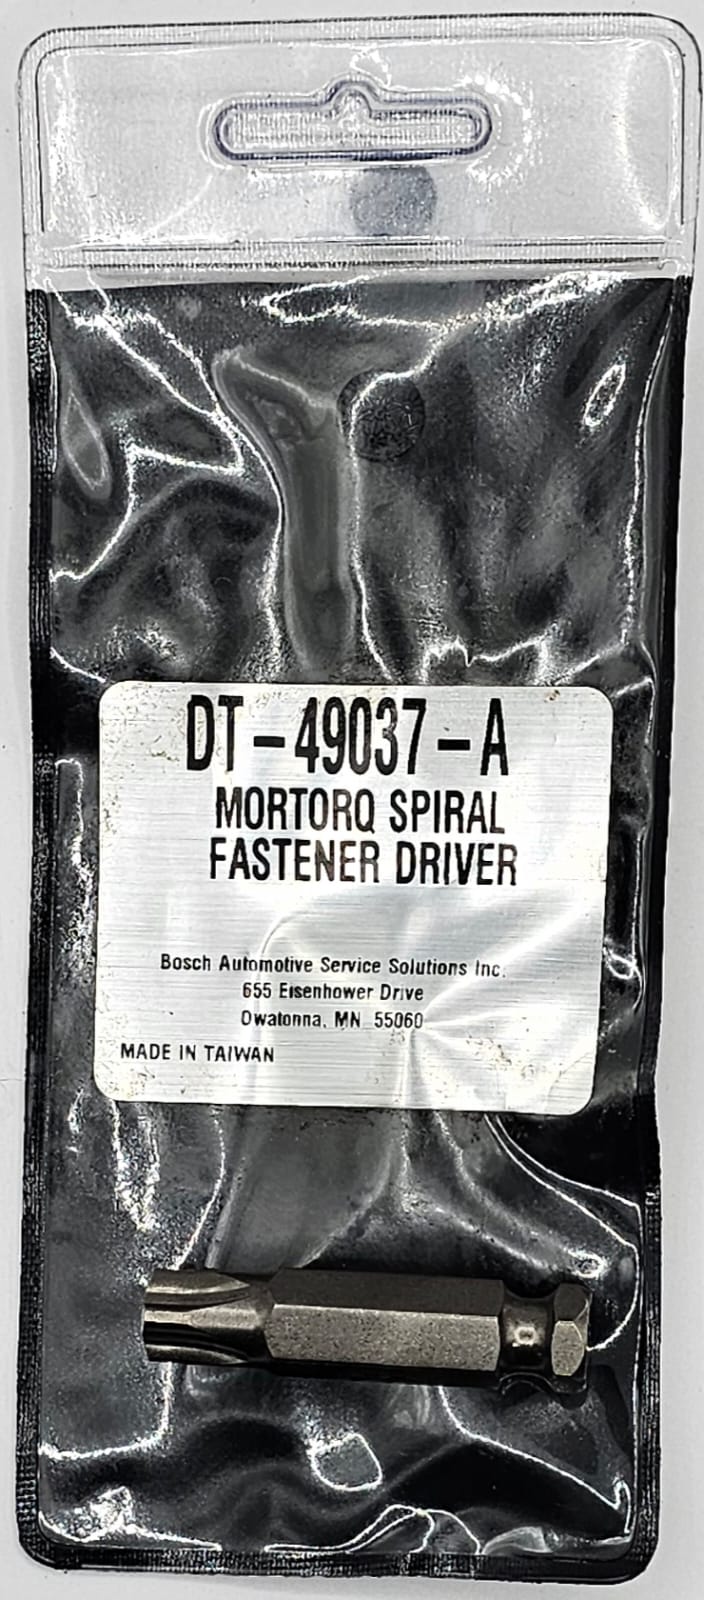 DT-49037-A
MORTORQ SPIRAL
FASTENER DRIVER
Bosch Automotive Service Solutions Inc.
655 Eisenhower Drive
Owatonna, MN 55060
MADE IN TAIWAN